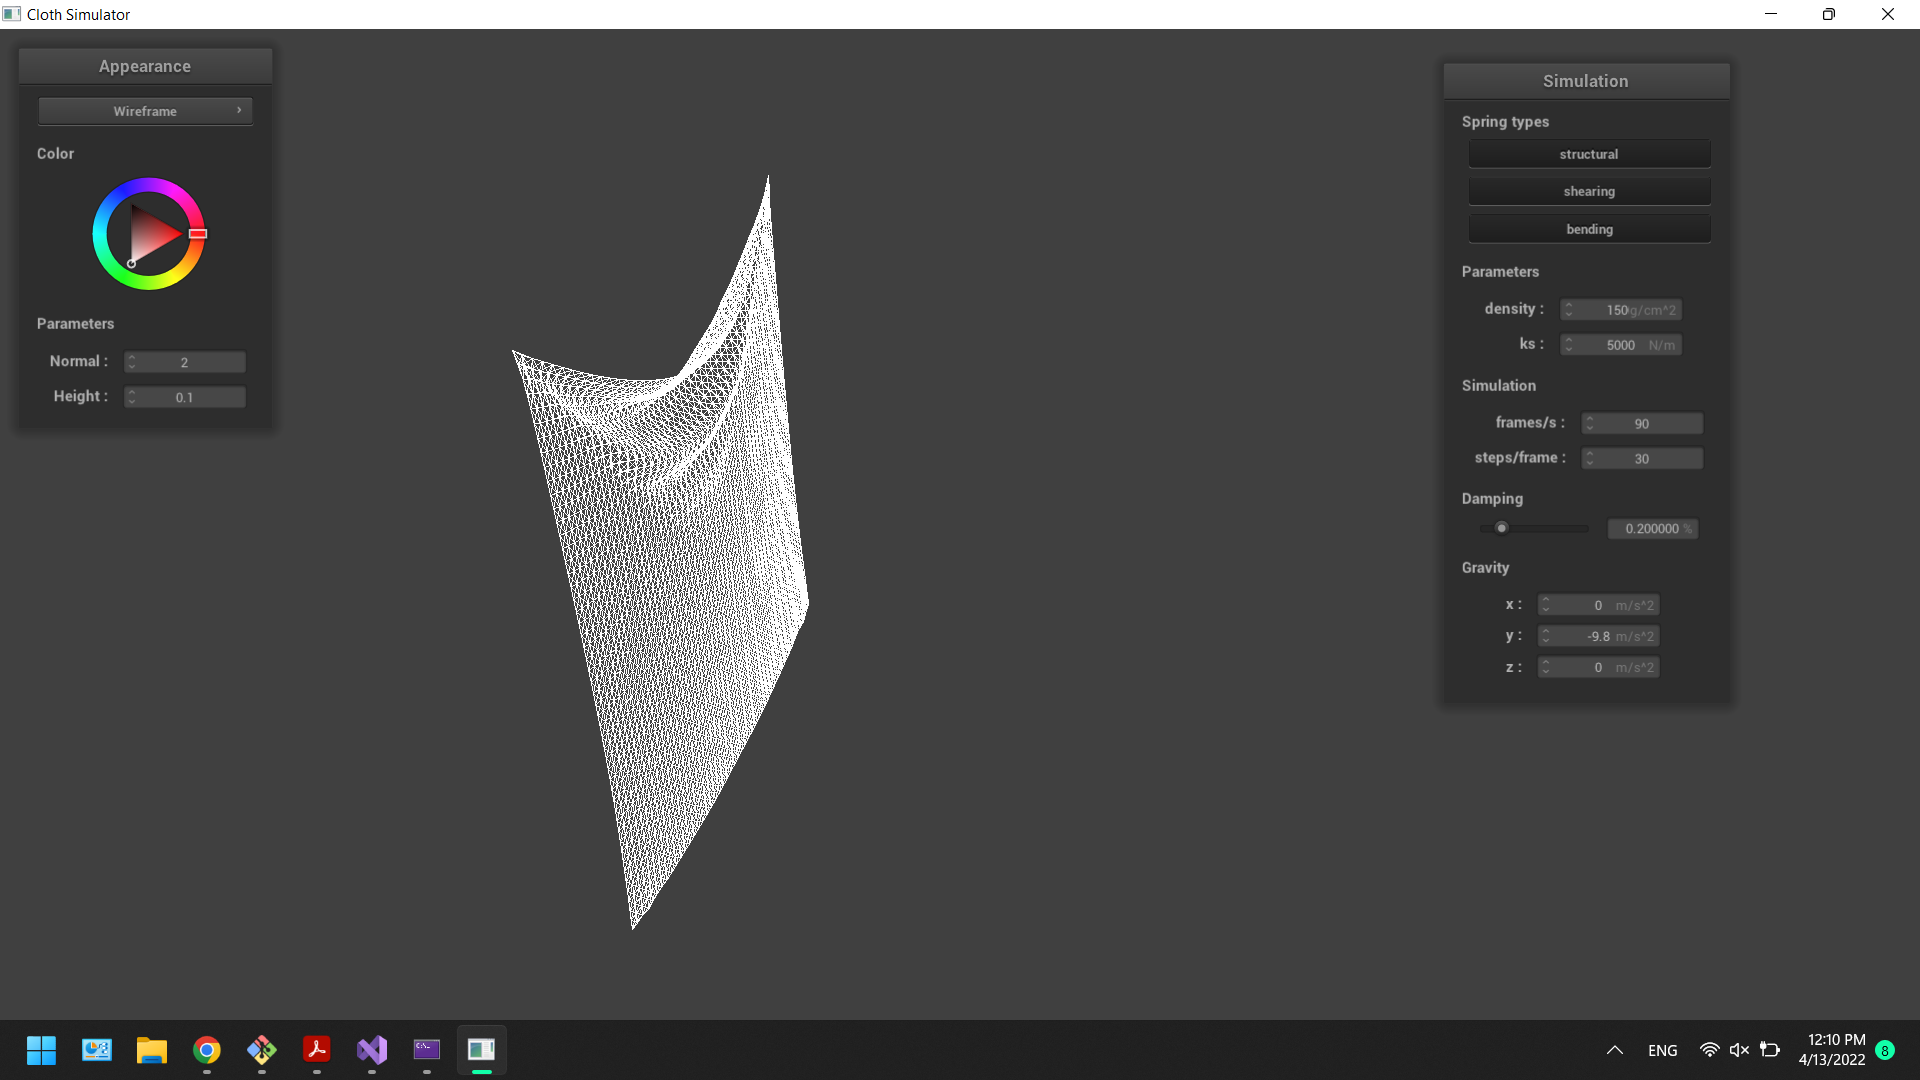 Cloth Simulator
Appearance
Wireframe
Color
Parameters
Normal : 2
Height : 0.1
Simulation
Spring types
structural
shearing
bending
Parameters
density : 150g/cm^2
ks : 5000 N/m
Simulation
frames/s : 90
steps/frame : 30
Damping
0.200000 %
Gravity
x : 0 m/s^2
y : -9.8 m/s^2
z : 0 m/s^2
ENG
12:10 PM
4/13/2022
8